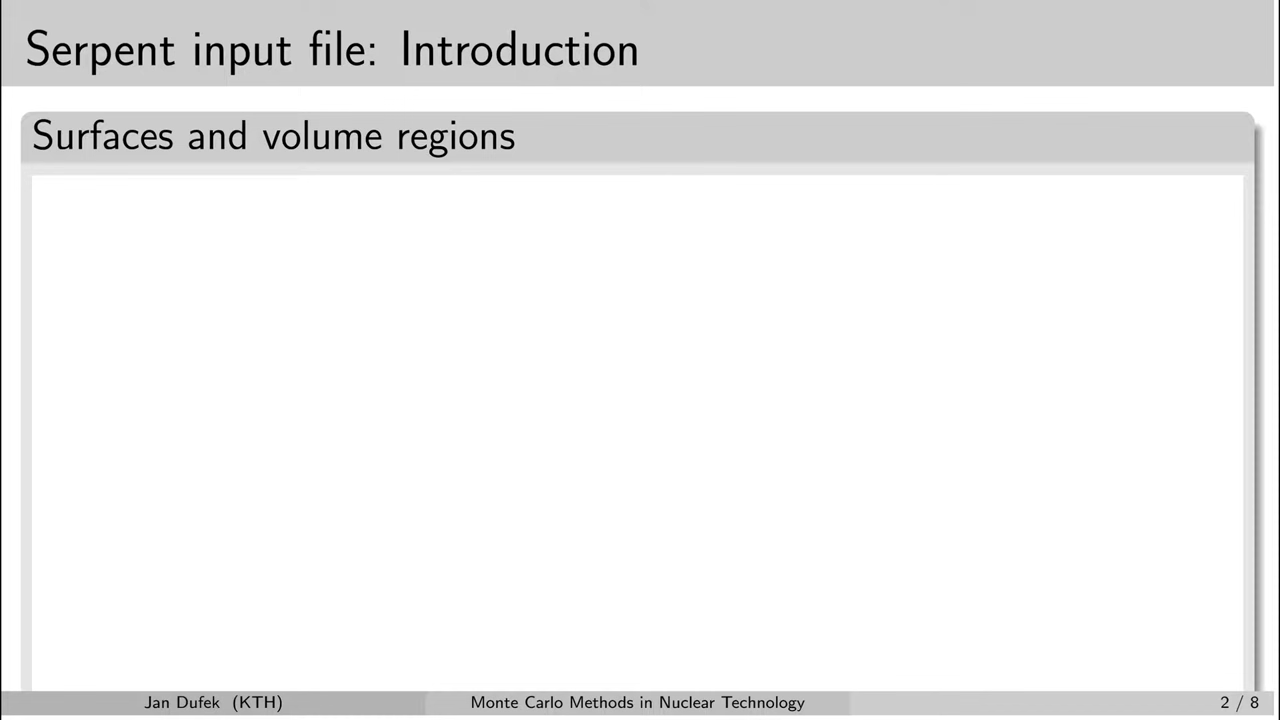 Serpent input file: Introduction
Surfaces and volume regions
Jan Dufek (KTH)
Monte Carlo Methods in Nuclear Technology
2 / 8